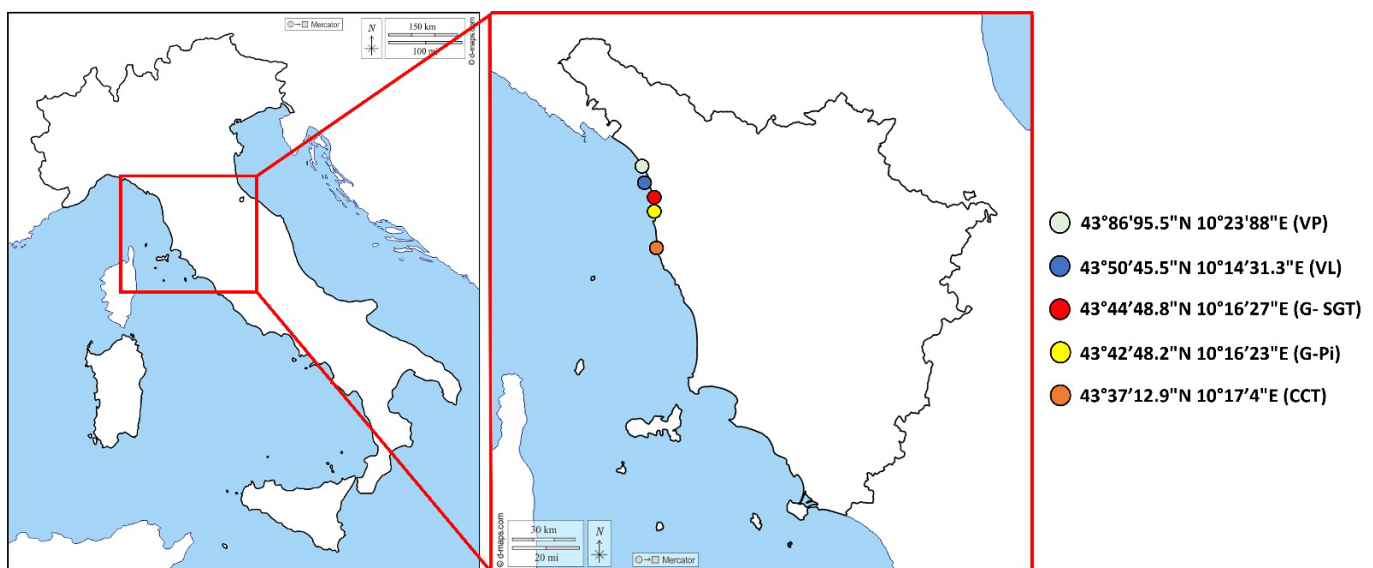 Mercator
N
150 km
100 mi
© d-maps.com
43°86'95.5"N 10°23'88"E (VP)
43°50’45.5"N 10°14’31.3"E (VL)
43°44’48.8"N 10°16’27"E (G- SGT)
43°42’48.2"N 10°16’23"E (G-Pi)
43°37’12.9"N 10°17’4"E (CCT)
© d-maps.com
20 mi
N
Mercator